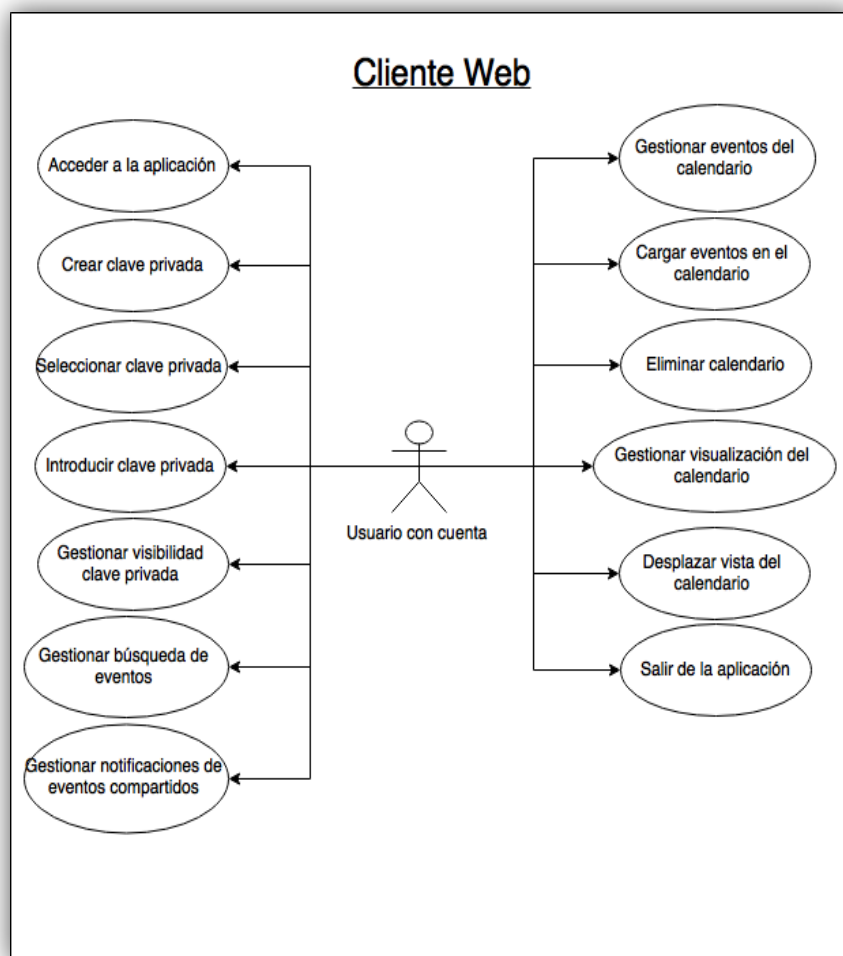 Cliente Web
Acceder a la aplicación
Crear clave privada
Seleccionar clave privada
Introducir clave privada
Gestionar visibilidad
clave privada
Gestionar búsqueda de
eventos
Gestionar notificaciones de
eventos compartidos
Usuario con cuenta
Gestionar eventos del
calendario
Cargar eventos en el
calendario
Eliminar calendario
Gestionar visualización del
calendario
Desplazar vista del
calendario
Salir de la aplicación